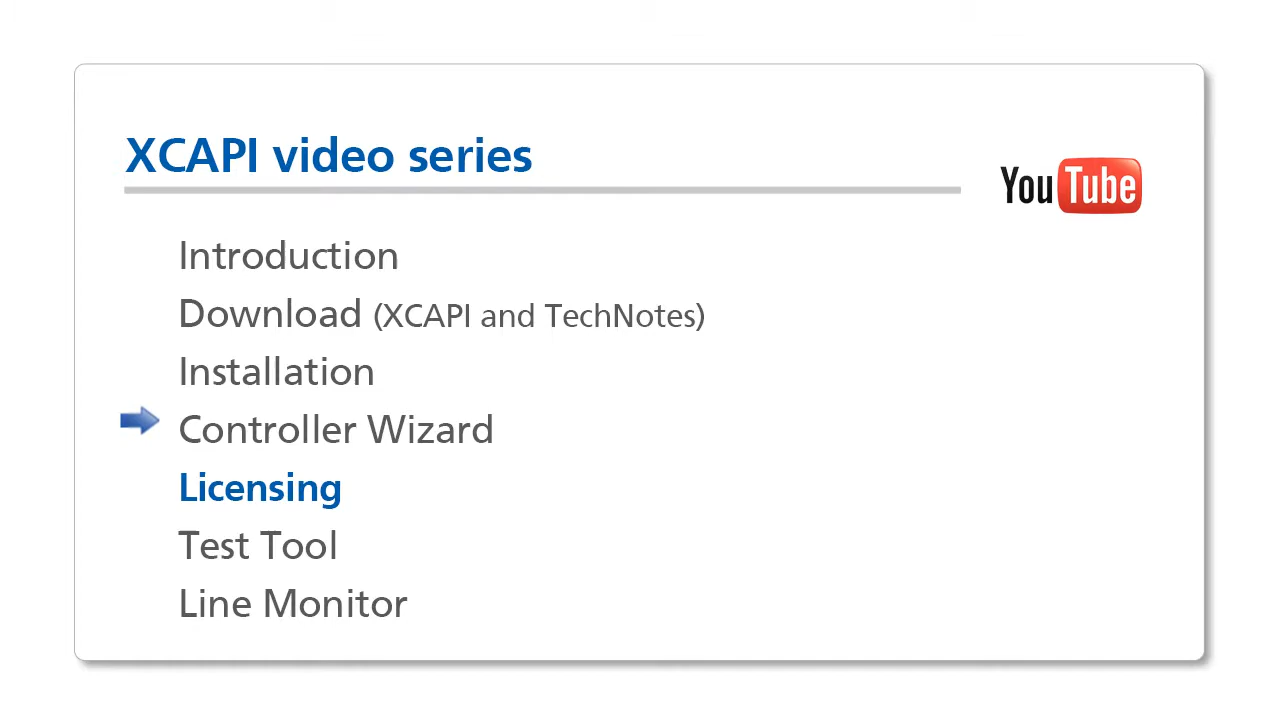 XCAPI video series
YouTube
Introduction
Download (XCAPI and TechNotes)
Installation
Controller Wizard
Licensing
Test Tool
Line Monitor